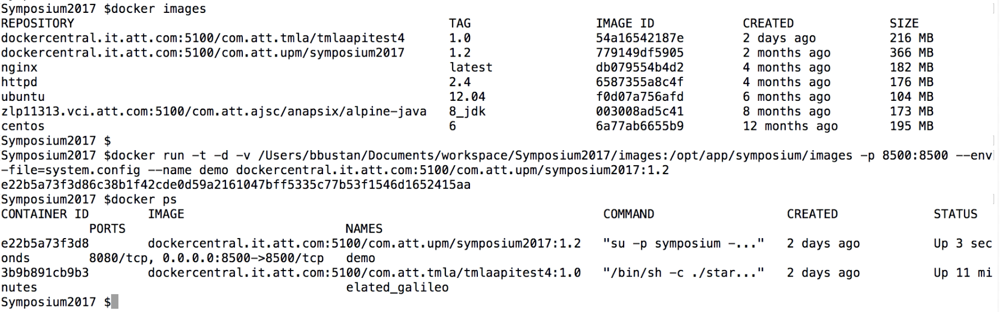 Symposium2017 $docker images
REPOSITORY TAG IMAGE ID CREATED SIZE
dockercentral.it.att.com:5100/com.att.tmla/tmlaapitest4 1.0 54a16542187e 2 days ago 216 MB
dockercentral.it.att.com:5100/com.att.upm/symposium2017 1.2 779149df5905 2 months ago 366 MB
nginx latest db079554b4d2 4 months ago 182 MB
httpd 2.4 6587355a8c4f 4 months ago 176 MB
ubuntu 12.04 f0d07a756afd 6 months ago 104 MB
zlp11313.vci.att.com:5100/com.att.ajsc/anapsix/alpine-java 8_jdk 003008ad5c41 8 months ago 173 MB
centos 6 6a77ab6655b9 12 months ago 195 MB
Symposium2017 $
Symposium2017 $docker run -t -d -v /Users/bbustan/Documents/workspace/Symposium2017/images:/opt/app/symposium/images -p 8500:8500 --env
-file=system.config --name demo dockercentral.it.att.com:5100/com.att.upm/symposium2017:1.2
e22b5a73f3d86c38b1f42cde0d59a2161047bff5335c77b53f1546d1652415aa
Symposium2017 $docker ps
CONTAINER ID IMAGE COMMAND CREATED STATUS
PORTS NAMES
e22b5a73f3d8 dockercentral.it.att.com:5100/com.att.upm/symposium2017:1.2 "su -p symposium -..." 2 days ago Up 3 sec
onds 8080/tcp, 0.0.0.0:8500->8500/tcp demo
3b9b891cb9b3 dockercentral.it.att.com:5100/com.att.tmla/tmlaapitest4:1.0 "/bin/sh -c ./star..." 2 days ago Up 11 mi
nutes elated_galileo
Symposium2017 $